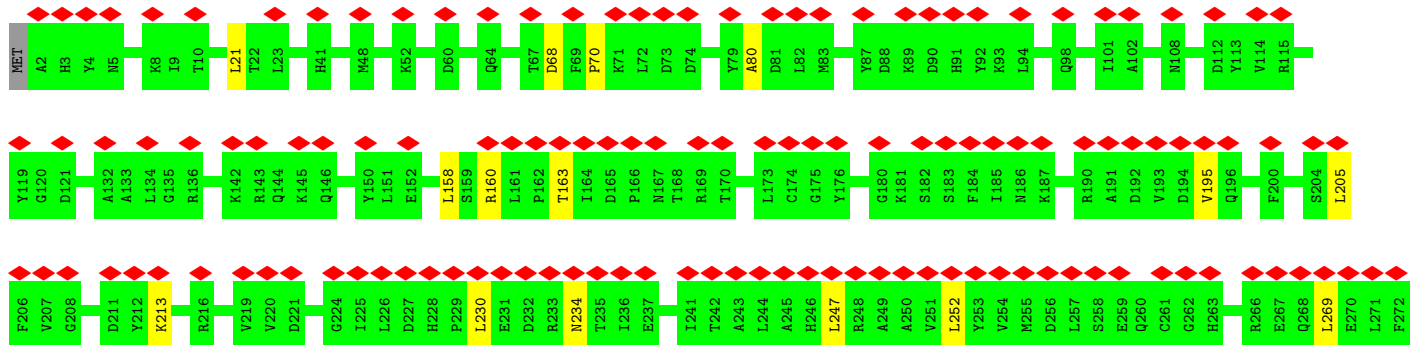 MET A2 H3 Y4 N5 K8 I9 T10 L21 T22 L23 H41 M48 K52 D60 Q64 T67 D68 F69 P70 K71 L72 D73 D74 Y79 A80 D81 L82 M83 Y87 D88 K89 D90 H91 Y92 K93 L94 Q98 I101 A102 N108 D112 Y113 V114 R115
Y119 G120 D121 A132 A133 L134 G135 R136 K142 R143 Q144 K145 Q146 Y150 L151 E152 L158 S159 R160 L161 P162 T163 I164 D165 P166 N167 T168 R169 T170 L173 C174 G175 Y176 G180 K181 S182 S183 F184 I185 N186 K187 R190 A191 D192 V193 D194 V195 Q196 F200 S204 L205
F206 V207 G208 D211 Y212 K213 R216 V219 V220 D221 G224 I225 L226 D227 H228 P229 L230 E231 D232 R233 N234 T235 I236 E237 I241 T242 A243 L244 A245 H246 L247 R248 A249 A250 V251 L252 Y253 V254 M255 D256 L257 S258 E259 Q260 C261 G262 H263 R266 E267 Q268 L269 E270 L271 F272